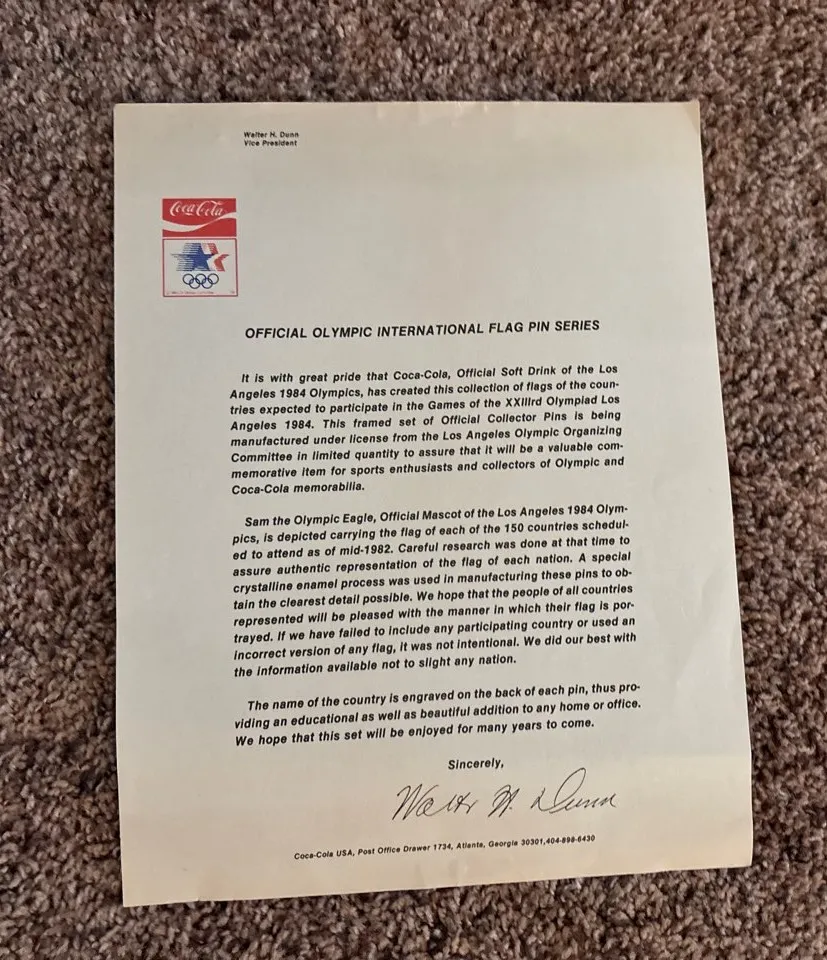 Walter H. Dunn
Vice President
Coca-Cola
OFFICIAL OLYMPIC INTERNATIONAL FLAG PIN SERIES
It is with great pride that Coca-Cola, Official Soft Drink of the Los
Angeles 1984 Olympics, has created this collection of flags of the coun-
tries expected to participate in the Games of the XXIIIrd Olympiad Los
Angeles 1984. This framed set of Official Collector Pins is being
manufactured under license from the Los Angeles Olympic Organizing
Committee in limited quantity to assure that it will be a valuable com-
memorative item for sports enthusiasts and collectors of Olympic and
Coca-Cola memorabilia.
Sam the Olympic Eagle, Official Mascot of the Los Angeles 1984 Olym-
pics, is depicted carrying the flag of each of the 150 countries schedul-
ed to attend as of mid-1982. Careful research was done at that time to
assure authentic representation of the flag of each nation. A special
crystalline enamel process was used in manufacturing these pins to ob-
tain the clearest detail possible. We hope that the people of all countries
represented will be pleased with the manner in which their flag is por-
trayed. If we have failed to include any participating country or used an
incorrect version of any flag, it was not intentional. We did our best with
the information available not to slight any nation.
The name of the country is engraved on the back of each pin, thus pro-
viding an educational as well as beautiful addition to any home or office.
We hope that this set will be enjoyed for many years to come.
Sincerely,
Walter H. Dunn
Coca-Cola USA, Post Office Drawer 1734, Atlanta, Georgia 30301,404-898-6430